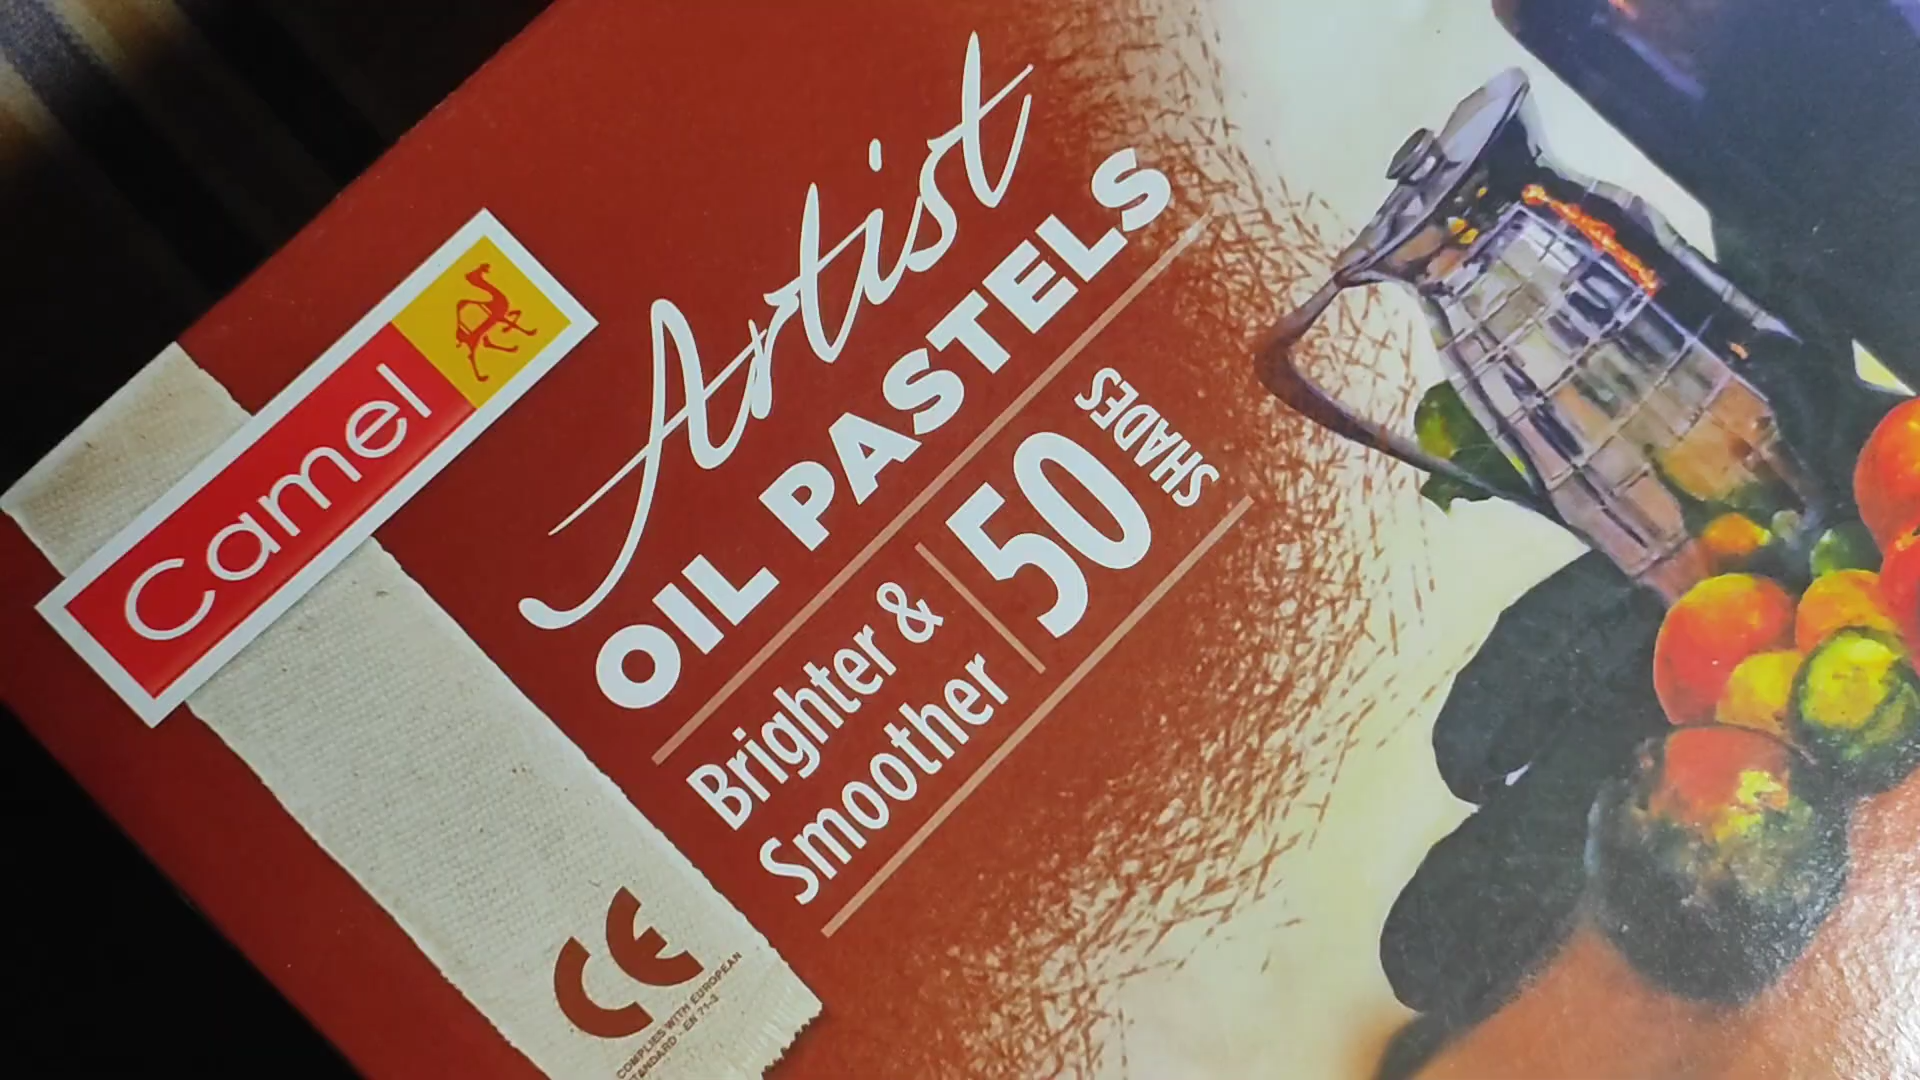 Camel
Artist
OIL PASTELS
Brighter &
Smoother
50
SHADES
CE
COMPLIES WITH EUROPEAN
STANDARD - EN 71-3